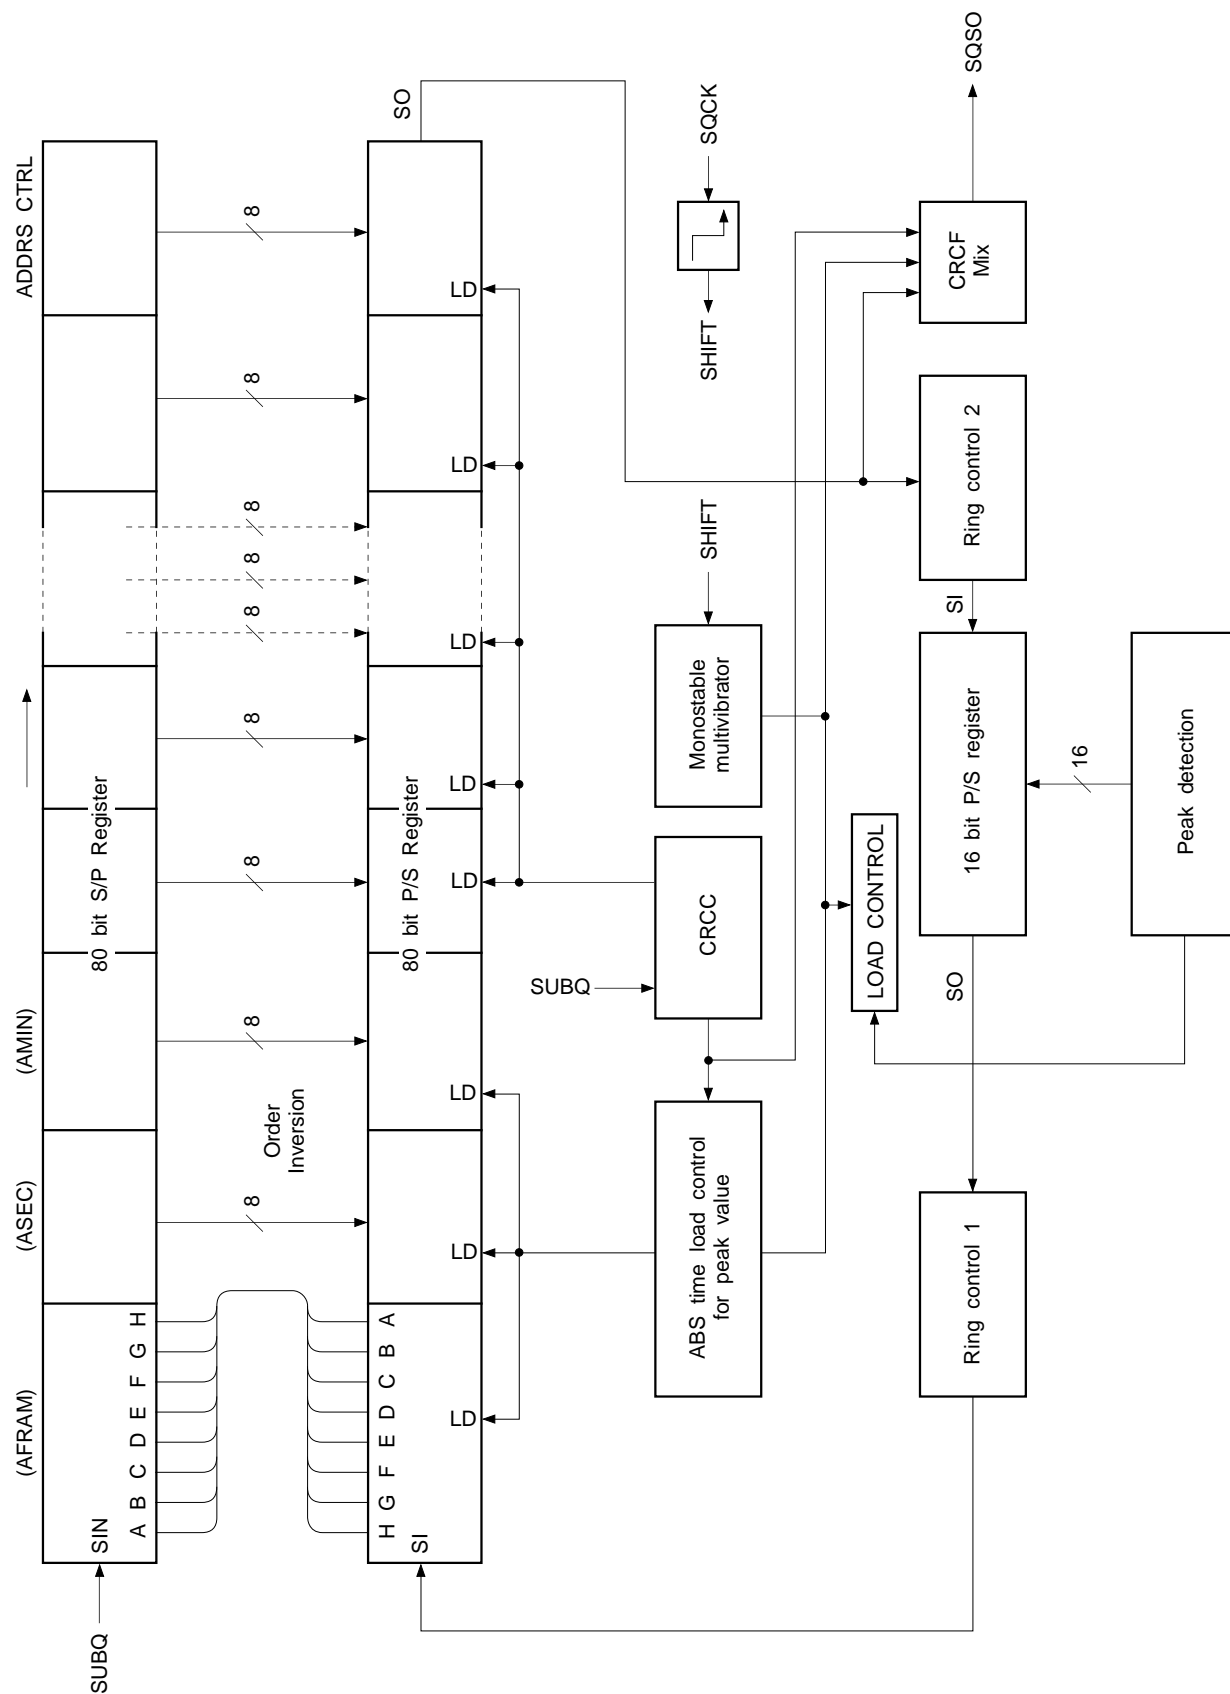 (AFRAM)
(ASEC)
(AMIN)
ADDRS CTRL
SUBQ
SIN
80 bit S/P Register
A B C D E F G H
8
8
8
8
8
8
8
8
8
Order
Inversion
H G F E D C B A
SI
80 bit P/S Register
SO
LD
LD
LD
LD
LD
LD
LD
LD
SUBQ
ABS time load control
for peak value
CRCC
Monostable
multivibrator
SHIFT
SHIFT
SQCK
LOAD CONTROL
Ring control 1
SO
16 bit P/S register
SI
Ring control 2
CRCF
Mix
SQSO
16
Peak detection